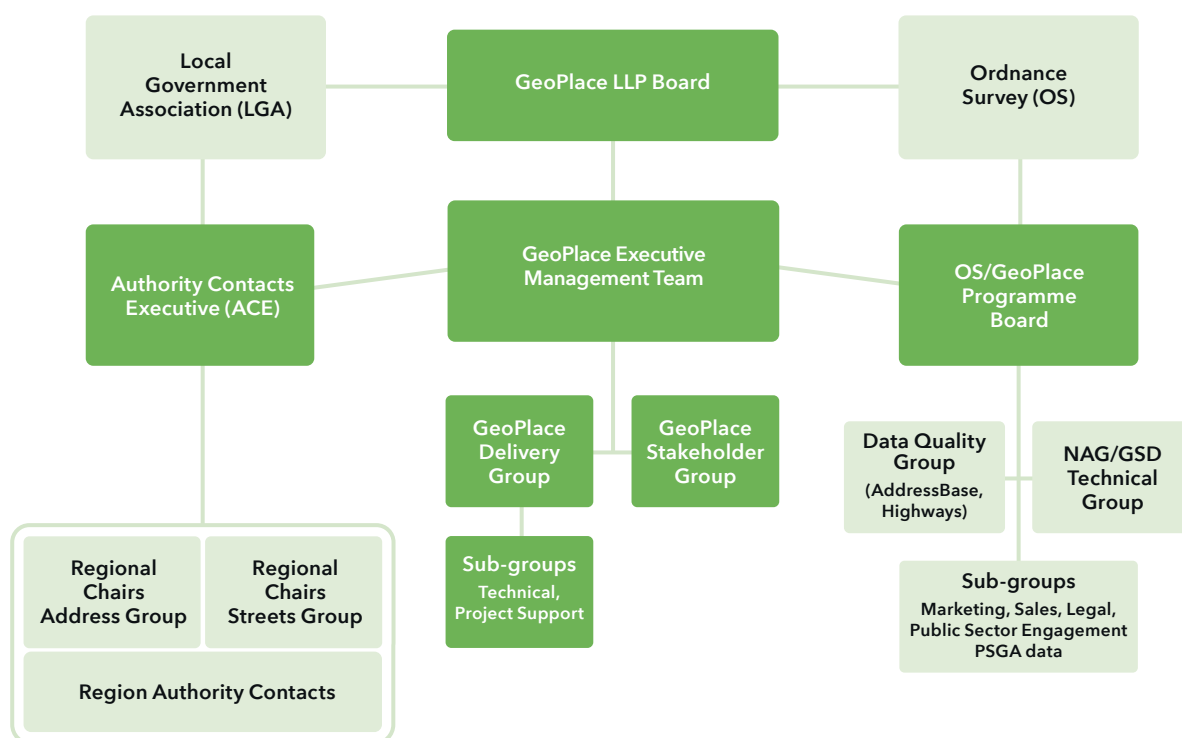 Local
Government
Association (LGA)
GeoPlace LLP Board
Ordnance
Survey (OS)
Authority Contacts
Executive (ACE)
GeoPlace Executive
Management Team
OS/GeoPlace
Programme
Board
GeoPlace
Delivery
Group
GeoPlace
Stakeholder
Group
Data Quality
Group
(AddressBase,
Highways)
NAG/GSD
Technical
Group
Regional
Chairs
Address Group
Regional
Chairs
Streets Group
Region Authority Contacts
Sub-groups
Technical,
Project Support
Sub-groups
Marketing, Sales, Legal,
Public Sector Engagement
PSGA data